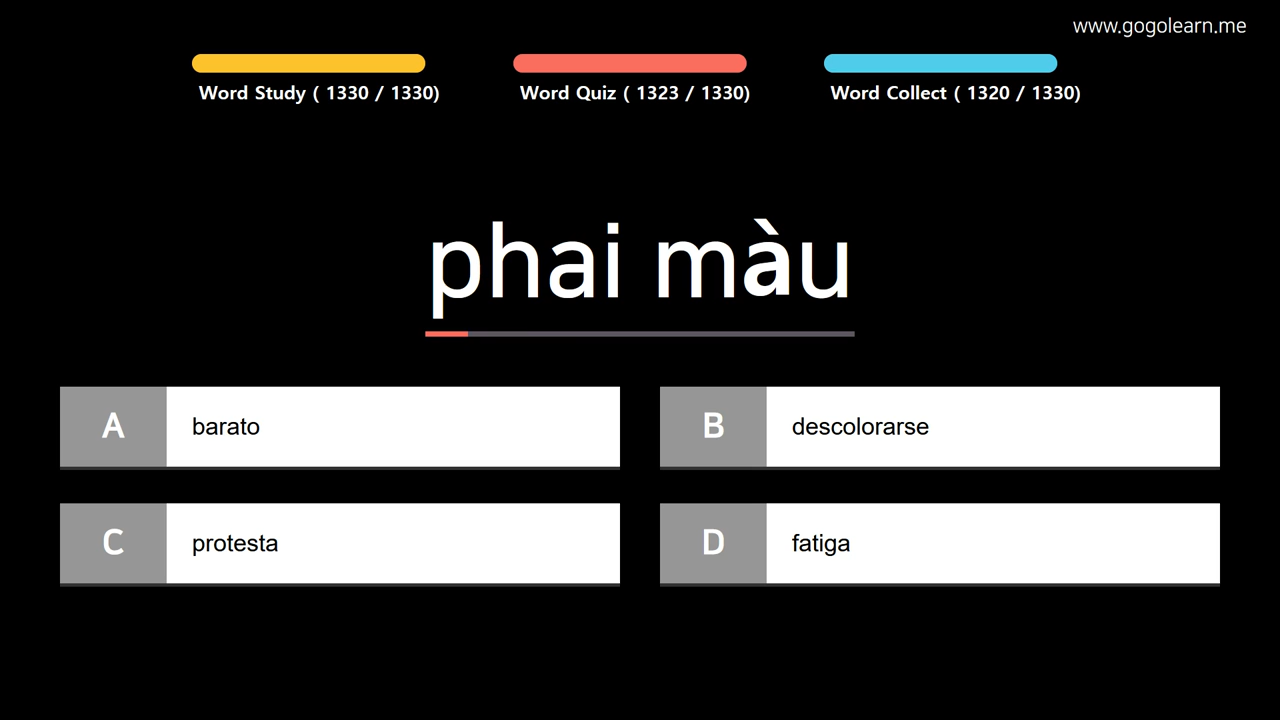 www.gogolearn.me
Word Study ( 1330 / 1330)
Word Quiz ( 1323 / 1330)
Word Collect ( 1320 / 1330)
phai màu
A barato
B descolorarse
C protesta
D fatiga